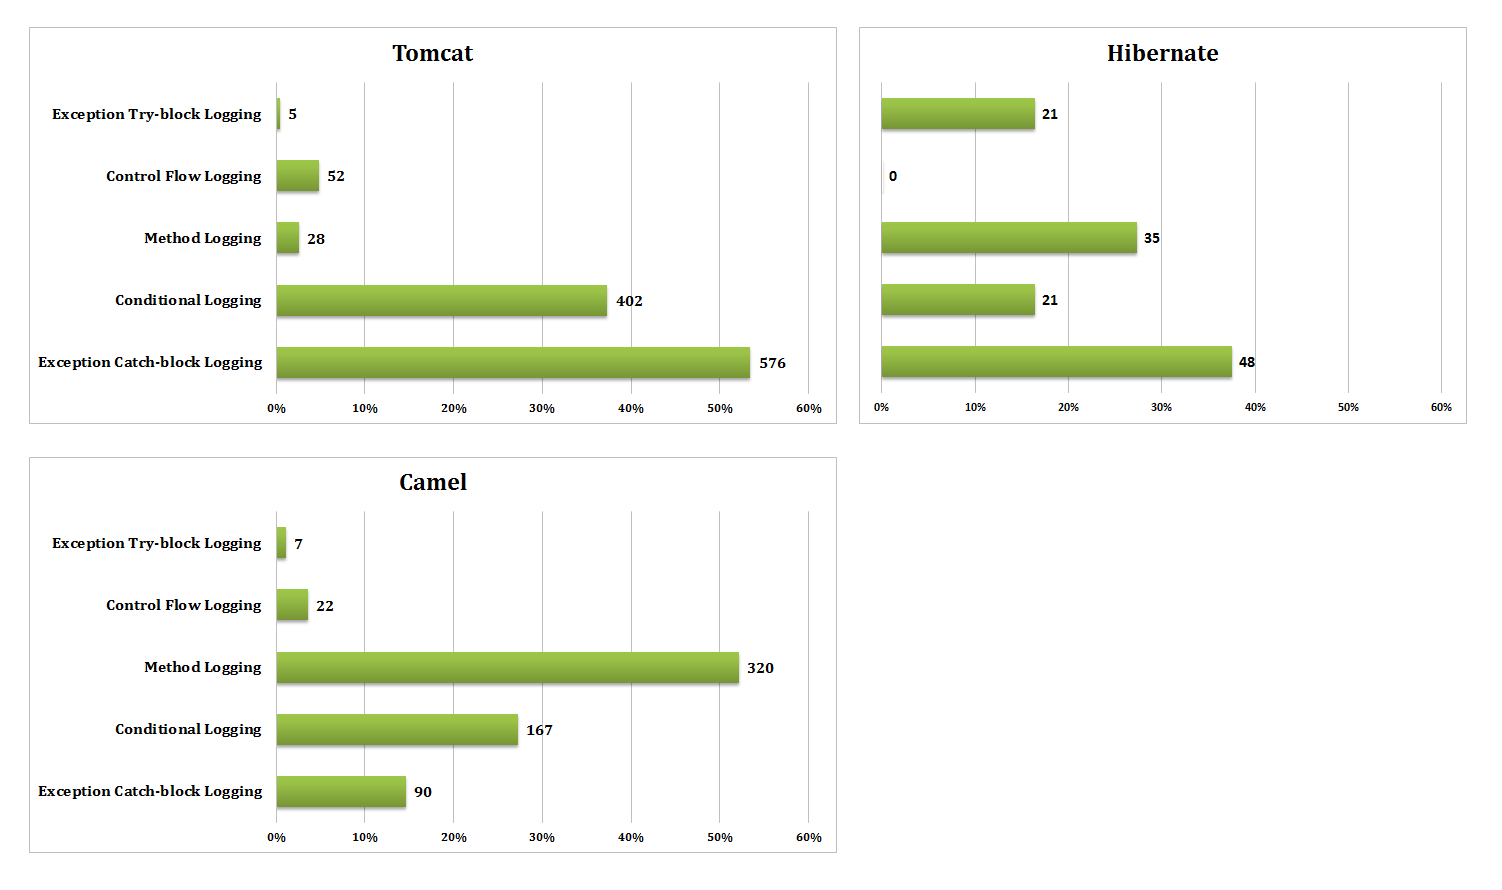 Tomcat
Exception Try-block Logging 5
Control Flow Logging 52
Method Logging 28
Conditional Logging 402
Exception Catch-block Logging 576
0% 10% 20% 30% 40% 50% 60%
Hibernate
21
0
35
21
48
0% 10% 20% 30% 40% 50% 60%
Camel
Exception Try-block Logging 7
Control Flow Logging 22
Method Logging 320
Conditional Logging 167
Exception Catch-block Logging 90
0% 10% 20% 30% 40% 50% 60%